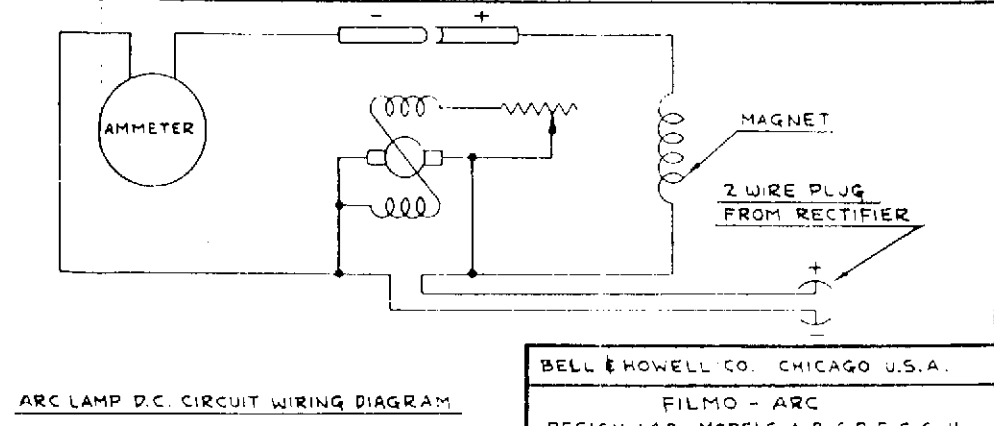 - +
AMMETER
MAGNET
2 WIRE PLUG
FROM RECTIFIER
+
-
BELL & HOWELL CO. CHICAGO U.S.A.
ARC LAMP D.C. CIRCUIT WIRING DIAGRAM
FILMO - ARC